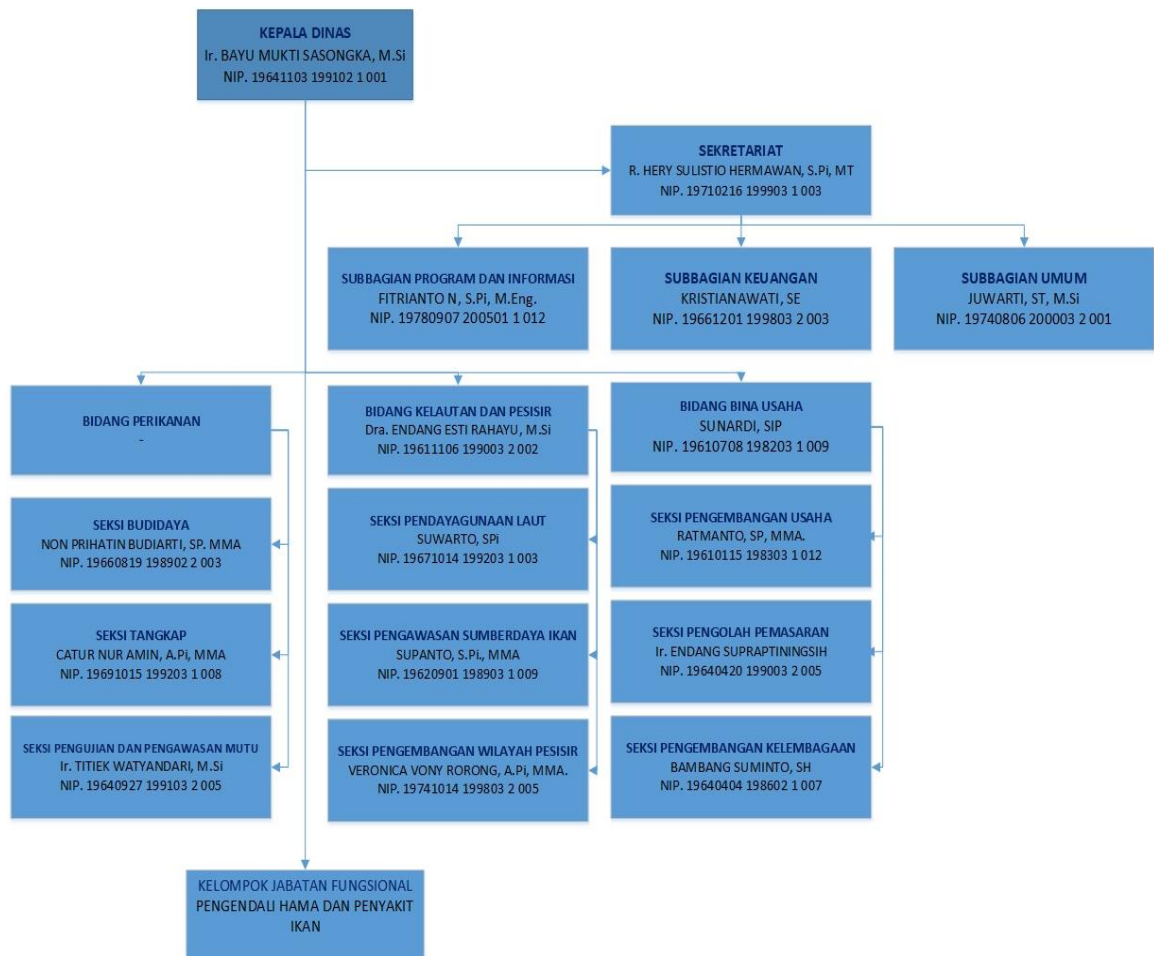 KEPALA DINAS
Ir. BAYU MUKTI SASONGKA, M.Si
NIP. 19641103 199102 1 001
SEKRETARIAT
R. HERY SULISTIO HERMAWAN, S.Pi, MT
NIP. 19710216 199903 1 003
SUBBAGIAN PROGRAM DAN INFORMASI
FITRIANTO N, S.Pi, M.Eng.
NIP. 19780907 200501 1 012
SUBBAGIAN KEUANGAN
KRISTIANAWATI, SE
NIP. 19661201 199803 2 003
SUBBAGIAN UMUM
JUWARTI, ST, M.Si
NIP. 19740806 200003 2 001
BIDANG PERIKANAN
-
SEKSI BUDIDAYA
NON PRIHATIN BUDIARTI, SP. MMA
NIP. 19660819 198902 2 003
SEKSI TANGKAP
CATUR NUR AMIN, A.Pi, MMA
NIP. 19691015 199203 1 008
SEKSI PENGUJIAN DAN PENGAWASAN MUTU
Ir. TITIEK WATYANDARI, M.Si
NIP. 19640927 199103 2 005
BIDANG KELAUTAN DAN PESISIR
Dra. ENDANG ESTI RAHAYU, M.Si
NIP. 19611106 199003 2 002
SEKSI PENDAYAGUNAAN LAUT
SUWARTO, SPi
NIP. 19671014 199203 1 003
SEKSI PENGAWASAN SUMBERDAYA IKAN
SUPANTO, S.Pi., MMA
NIP. 19620901 198903 1 009
SEKSI PENGEMBANGAN WILAYAH PESISIR
VERONICA VONY RORONG, A.Pi, MMA.
NIP. 19741014 199803 2 005
BIDANG BINA USAHA
SUNARDI, SIP
NIP. 19610708 198203 1 009
SEKSI PENGEMBANGAN USAHA
RATMANTO, SP, MMA.
NIP. 19610115 198303 1 012
SEKSI PENGOLAH PEMASARAN
Ir. ENDANG SUPRAPTININGSIH
NIP. 19640420 199003 2 005
SEKSI PENGEMBANGAN KELEMBAGAAN
BAMBANG SUMINTO, SH
NIP. 19640404 198602 1 007
KELOMPOK JABATAN FUNGSIONAL
PENGENDALI HAMA DAN PENYAKIT
IKAN